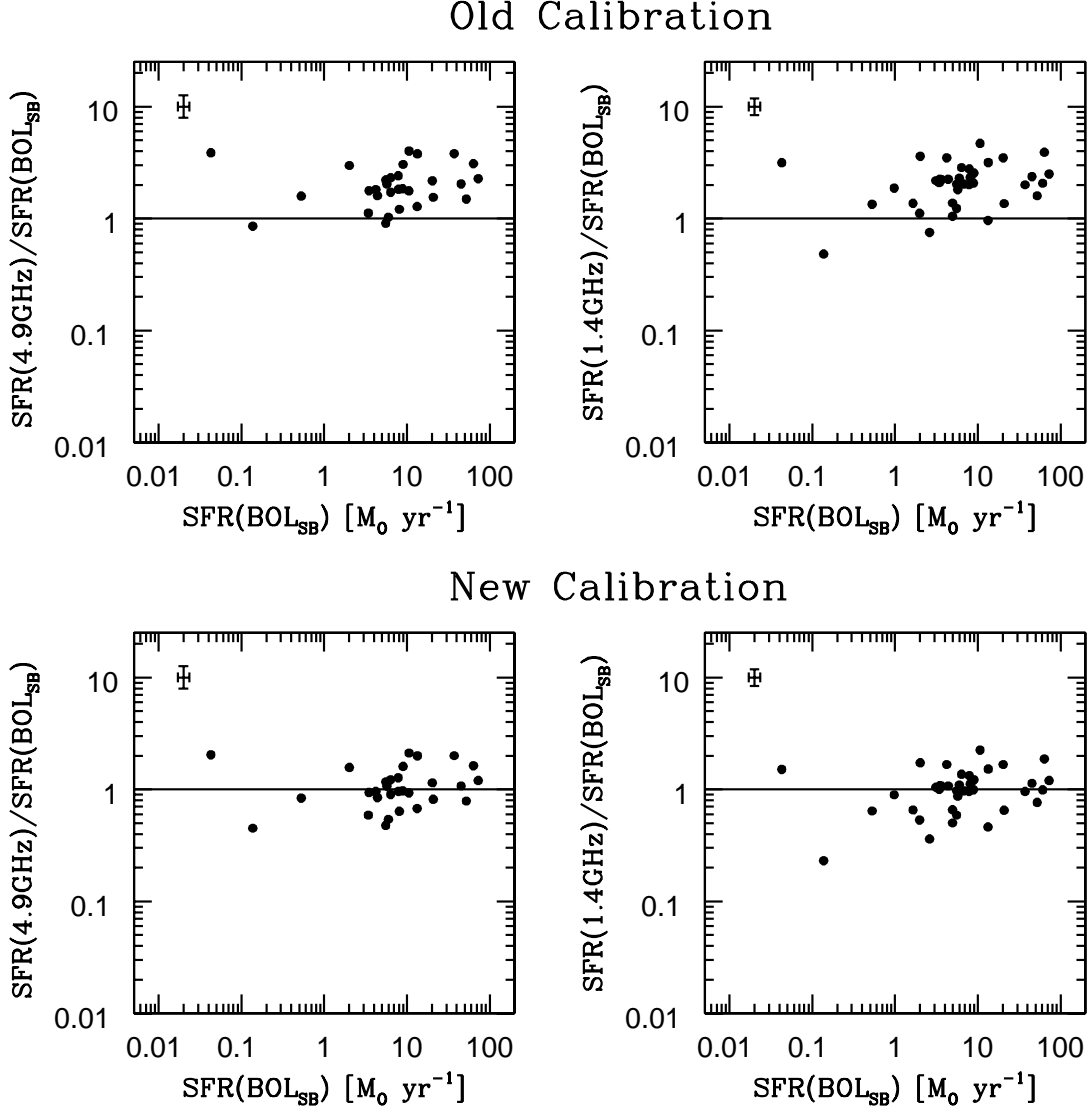 Old Calibration
SFR(4.9GHz)/SFR(BOL_SB)
10
1
0.1
0.01
0.01 0.1 1 10 100
SFR(BOL_SB) [M_O yr^−1]
SFR(1.4GHz)/SFR(BOL_SB)
10
1
0.1
0.01
0.01 0.1 1 10 100
SFR(BOL_SB) [M_O yr^−1]
New Calibration
SFR(4.9GHz)/SFR(BOL_SB)
10
1
0.1
0.01
0.01 0.1 1 10 100
SFR(BOL_SB) [M_O yr^−1]
SFR(1.4GHz)/SFR(BOL_SB)
10
1
0.1
0.01
0.01 0.1 1 10 100
SFR(BOL_SB) [M_O yr^−1]